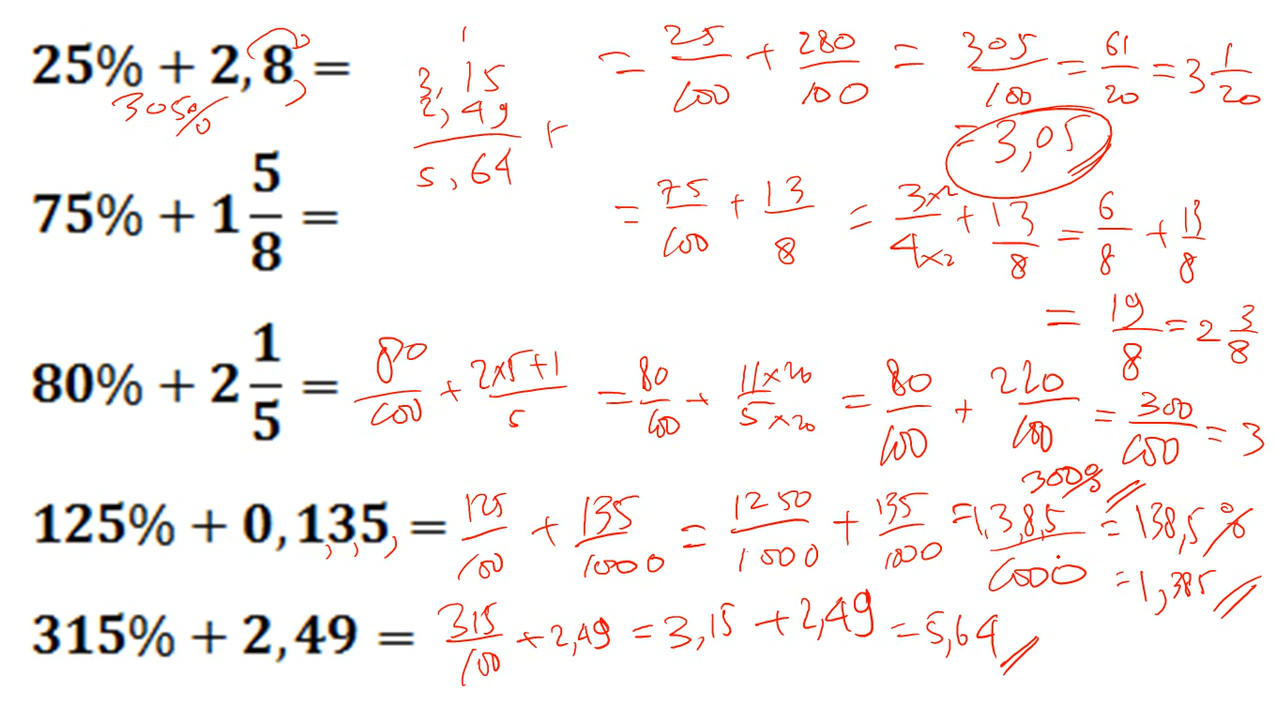 25% + 2,8 = = 25/100 + 280/100 = 305/100 = 61/20 = 3 1/20
305%
= 3,05
1
3,15
2,49 +
5,64
75% + 1 5/8 = = 75/100 + 13/8 = 3×2/4×2 + 13/8 = 6/8 + 13/8
= 19/8 = 2 3/8
80% + 2 1/5 = 80/100 + 2×5+1/5 = 80/100 + 11×20/5×20 = 80/100 + 220/100 = 300/100 = 3
300%
125% + 0,135 = 125/100 + 135/1000 = 1250/1000 + 135/1000 = 1,3,8,5/1000 = 138,5%
= 1,385
315% + 2,49 = 315/100 + 2,49 = 3,15 + 2,49 = 5,64